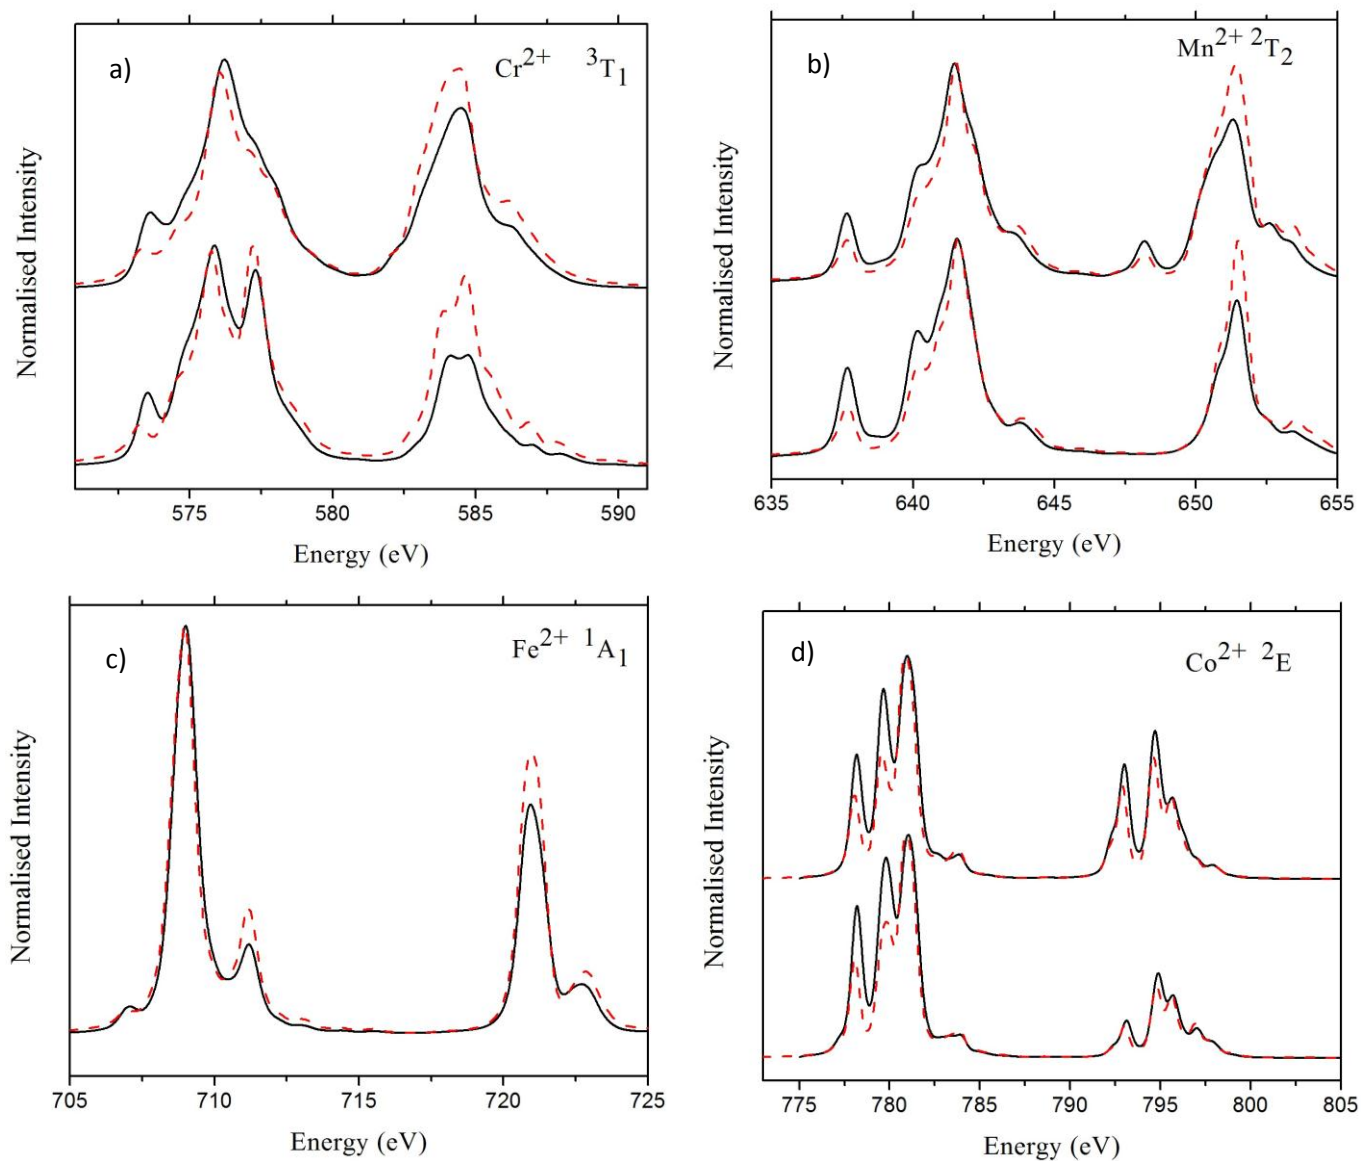 a)
Cr2+ 3T1
Normalised Intensity
575 580 585 590
Energy (eV)
b)
Mn2+ 2T2
Normalised Intensity
635 640 645 650 655
Energy (eV)
c)
Fe2+ 1A1
Normalised Intensity
705 710 715 720 725
Energy (eV)
d)
Co2+ 2E
Normalised Intensity
775 780 785 790 795 800 805
Energy (eV)